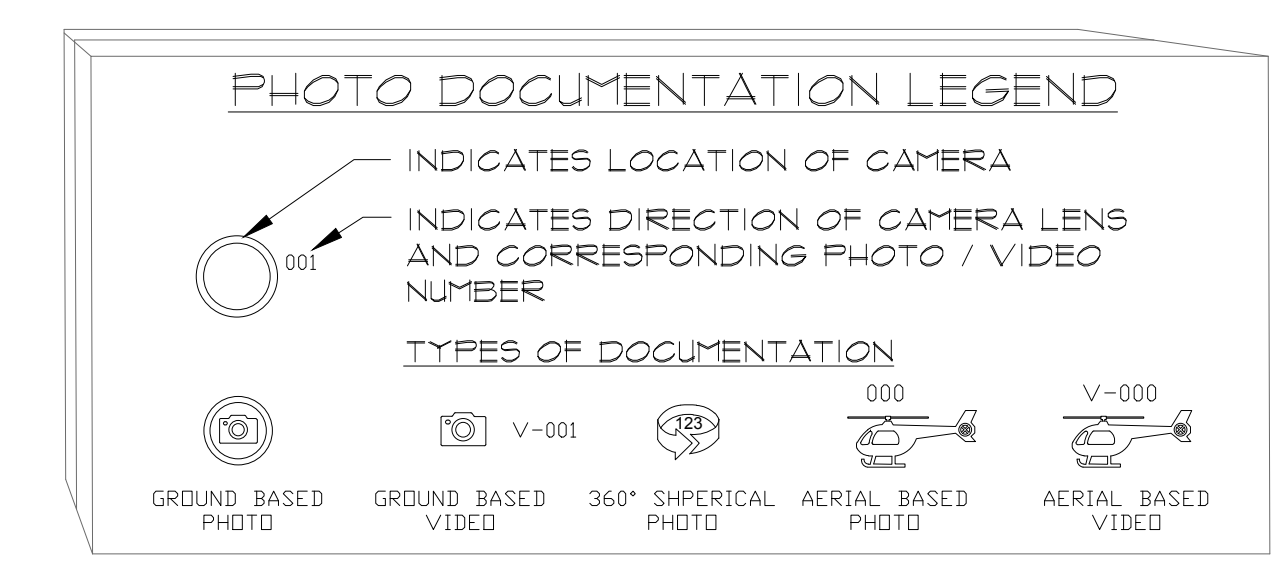 PHOTO DOCUMENTATION LEGEND
INDICATES LOCATION OF CAMERA
INDICATES DIRECTION OF CAMERA LENS
AND CORRESPONDING PHOTO / VIDEO
NUMBER
001
TYPES OF DOCUMENTATION
000
V-000
V-001
123
GROUND BASED
PHOTO
GROUND BASED
VIDEO
360° SHPERICAL
PHOTO
AERIAL BASED
PHOTO
AERIAL BASED
VIDEO